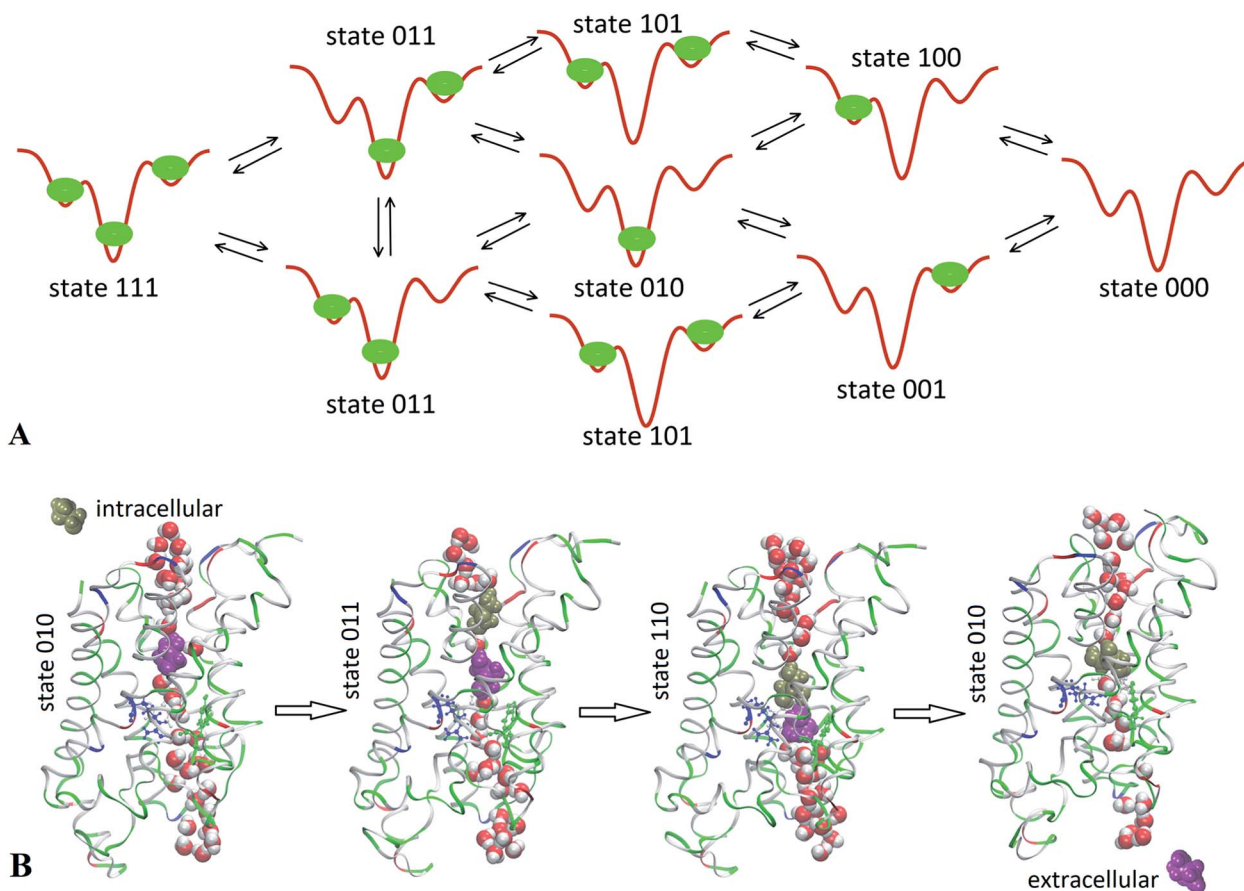 state 011
state 101
state 100
state 111
state 010
state 000
state 011
state 001
state 101
A
intracellular
state 010
state 011
state 110
state 010
B
extracellular